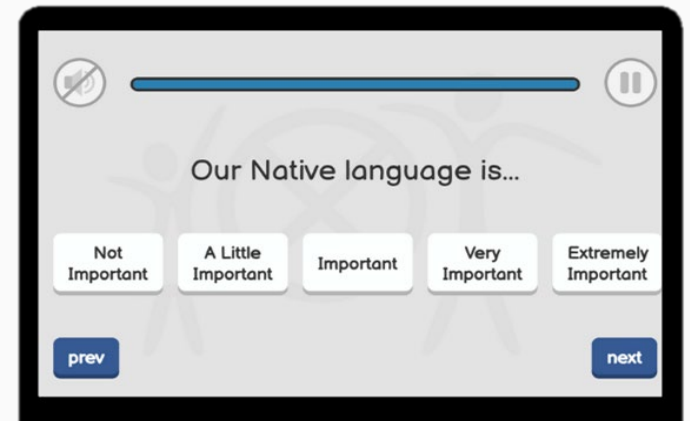 Our Native language is...
Not
Important
A Little
Important
Important
Very
Important
Extremely
Important
prev
next